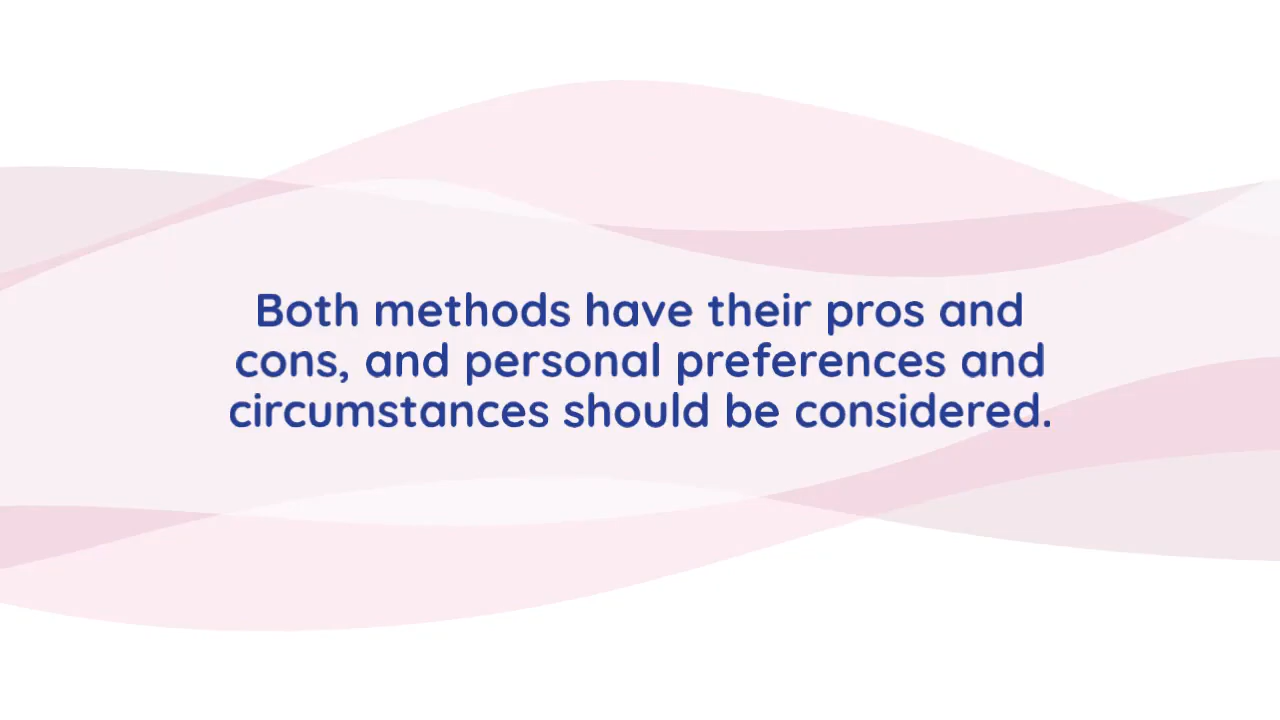 Both methods have their pros and
cons, and personal preferences and
circumstances should be considered.